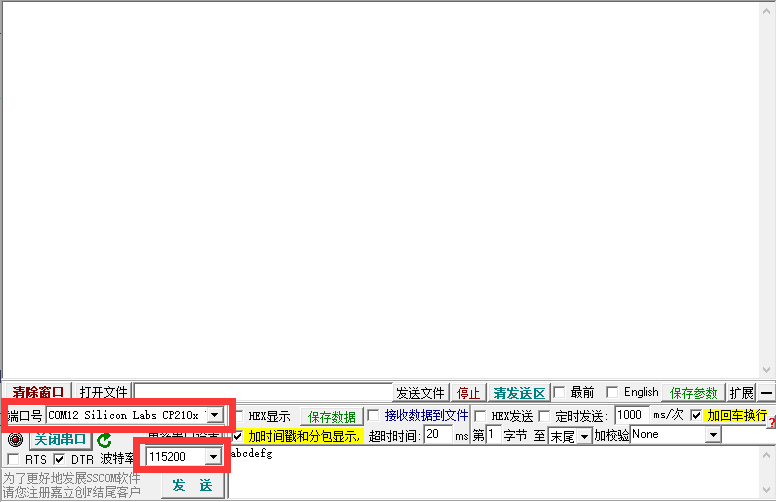 清除窗口 打开文件 发送文件 停止 清发送区 最前 English 保存参数 扩展 —
端口号 COM12 Silicon Labs CP210x HEX显示 保存数据 接收数据到文件 HEX发送 定时发送: 1000 ms/次 加回车换行
关闭串口 加时间戳和分包显示, 超时时间: 20 ms 第 1 字节 至 末尾 加校验 None
RTS DTR 波特率 115200 abcdefg
为了更好地发展SSCOM软件
请您注册嘉立创F结尾客户
发 送